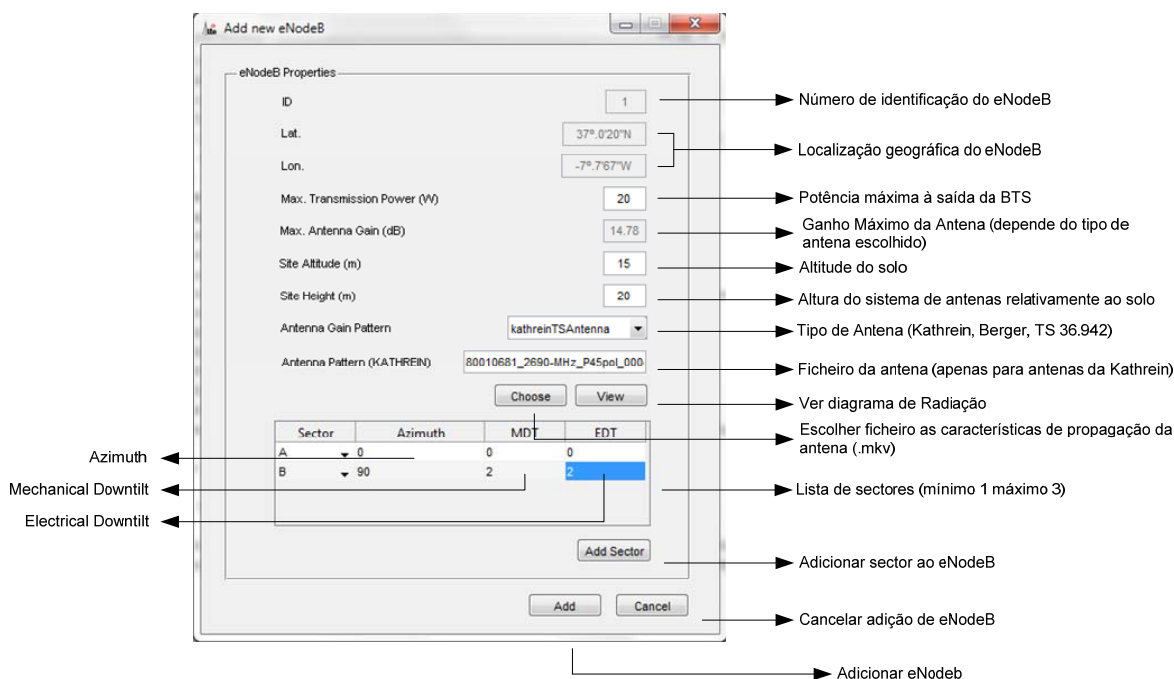 Add new eNodeB
eNodeB Properties
ID
1
Número de identificação do eNodeB
Lat.
37º.0'20"N
Lon.
-7º.7'67"W
Localização geográfica do eNodeB
Max. Transmission Power (W)
20
Potência máxima à saída da BTS
Max. Antenna Gain (dB)
14.78
Ganho Máximo da Antena (depende do tipo de
antena escolhido)
Site Altitude (m)
15
Altitude do solo
Site Height (m)
20
Altura do sistema de antenas relativamente ao solo
Antenna Gain Pattern
kathreinTSAntenna
Tipo de Antena (Kathrein, Berger, TS 36.942)
Antenna Pattern (KATHREIN)
80010681_2690-MHz_P45pol_000
Ficheiro da antena (apenas para antenas da Kathrein)
Choose
View
Ver diagrama de Radiação
Escolher ficheiro as características de propagação da
antena (.mkv)
Sector Azimuth MDT EDT
A 0 0 0
B 90 2 2
Azimuth
Mechanical Downtilt
Electrical Downtilt
Lista de sectores (mínimo 1 máximo 3)
Add Sector
Adicionar sector ao eNodeB
Add
Cancel
Cancelar adição de eNodeB
Adicionar eNodeb